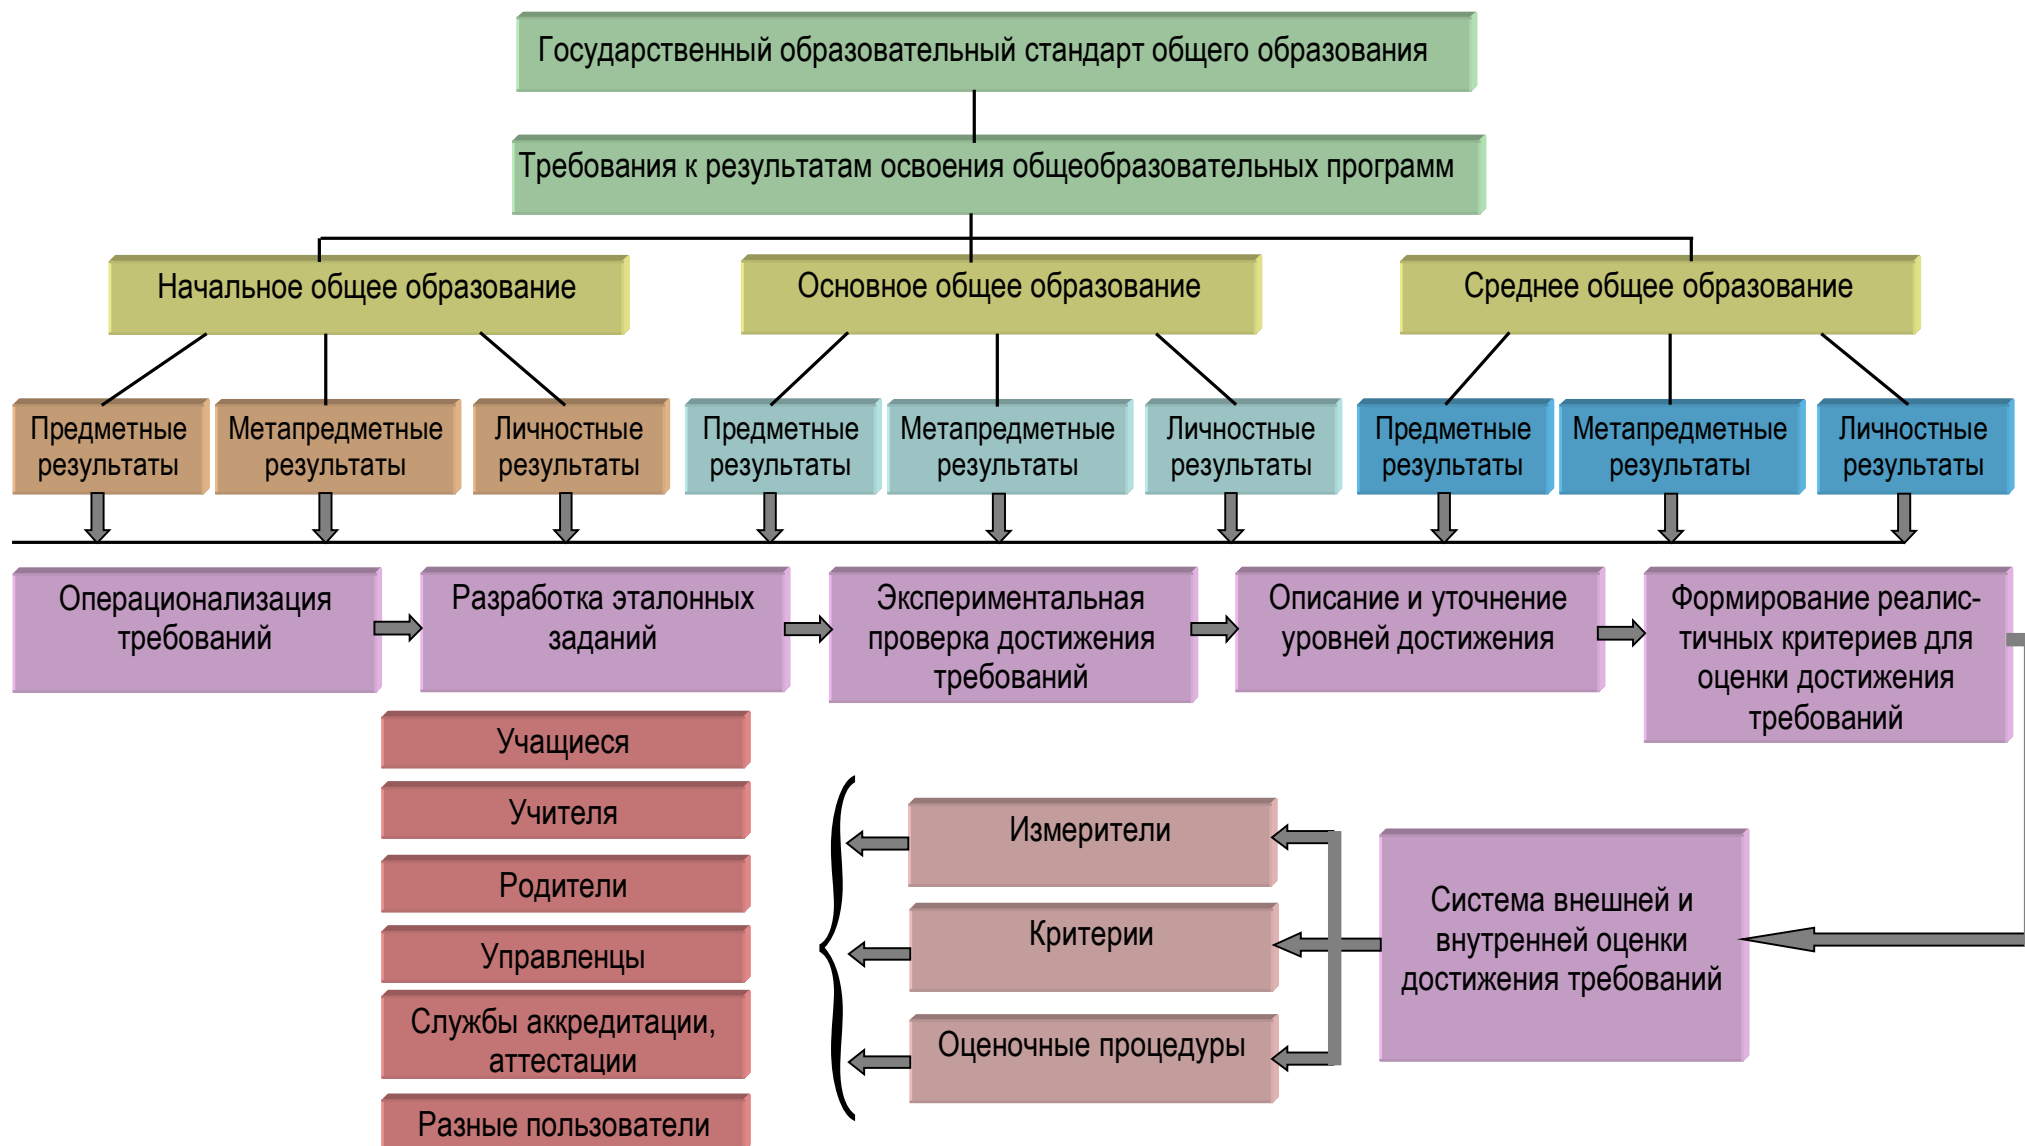 Государственный образовательный стандарт общего образования
Требования к результатам освоения общеобразовательных программ
Начальное общее образование
Основное общее образование
Среднее общее образование
Предметные
результаты
Метапредметные
результаты
Личностные
результаты
Предметные
результаты
Метапредметные
результаты
Личностные
результаты
Предметные
результаты
Метапредметные
результаты
Личностные
результаты
Операционализация
требований
Разработка эталонных
заданий
Экспериментальная
проверка достижения
требований
Описание и уточнение
уровней достижения
Формирование реалис-
тичных критериев для
оценки достижения
требований
Учащиеся
Учителя
Родители
Управленцы
Службы аккредитации,
аттестации
Разные пользователи
Измерители
Критерии
Оценочные процедуры
Система внешней и
внутренней оценки
достижения требований